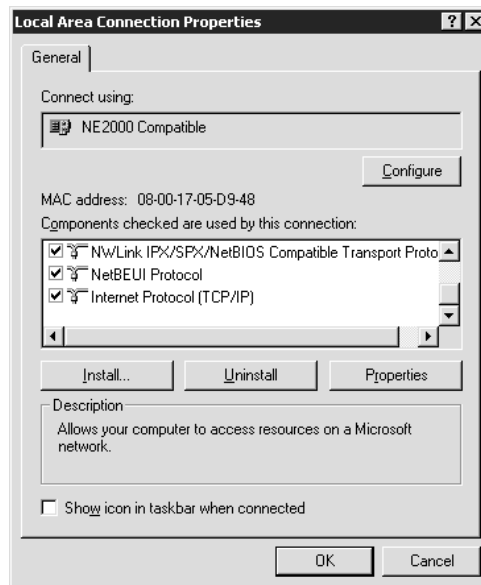 Local Area Connection Properties
General
Connect using:
NE2000 Compatible
Configure
MAC address: 08-00-17-05-D9-48
Components checked are used by this connection:
NWLink IPX/SPX/NetBIOS Compatible Transport Proto
NetBEUI Protocol
Internet Protocol (TCP/IP)
Install... Uninstall Properties
Description
Allows your computer to access resources on a Microsoft
network.
Show icon in taskbar when connected
OK Cancel